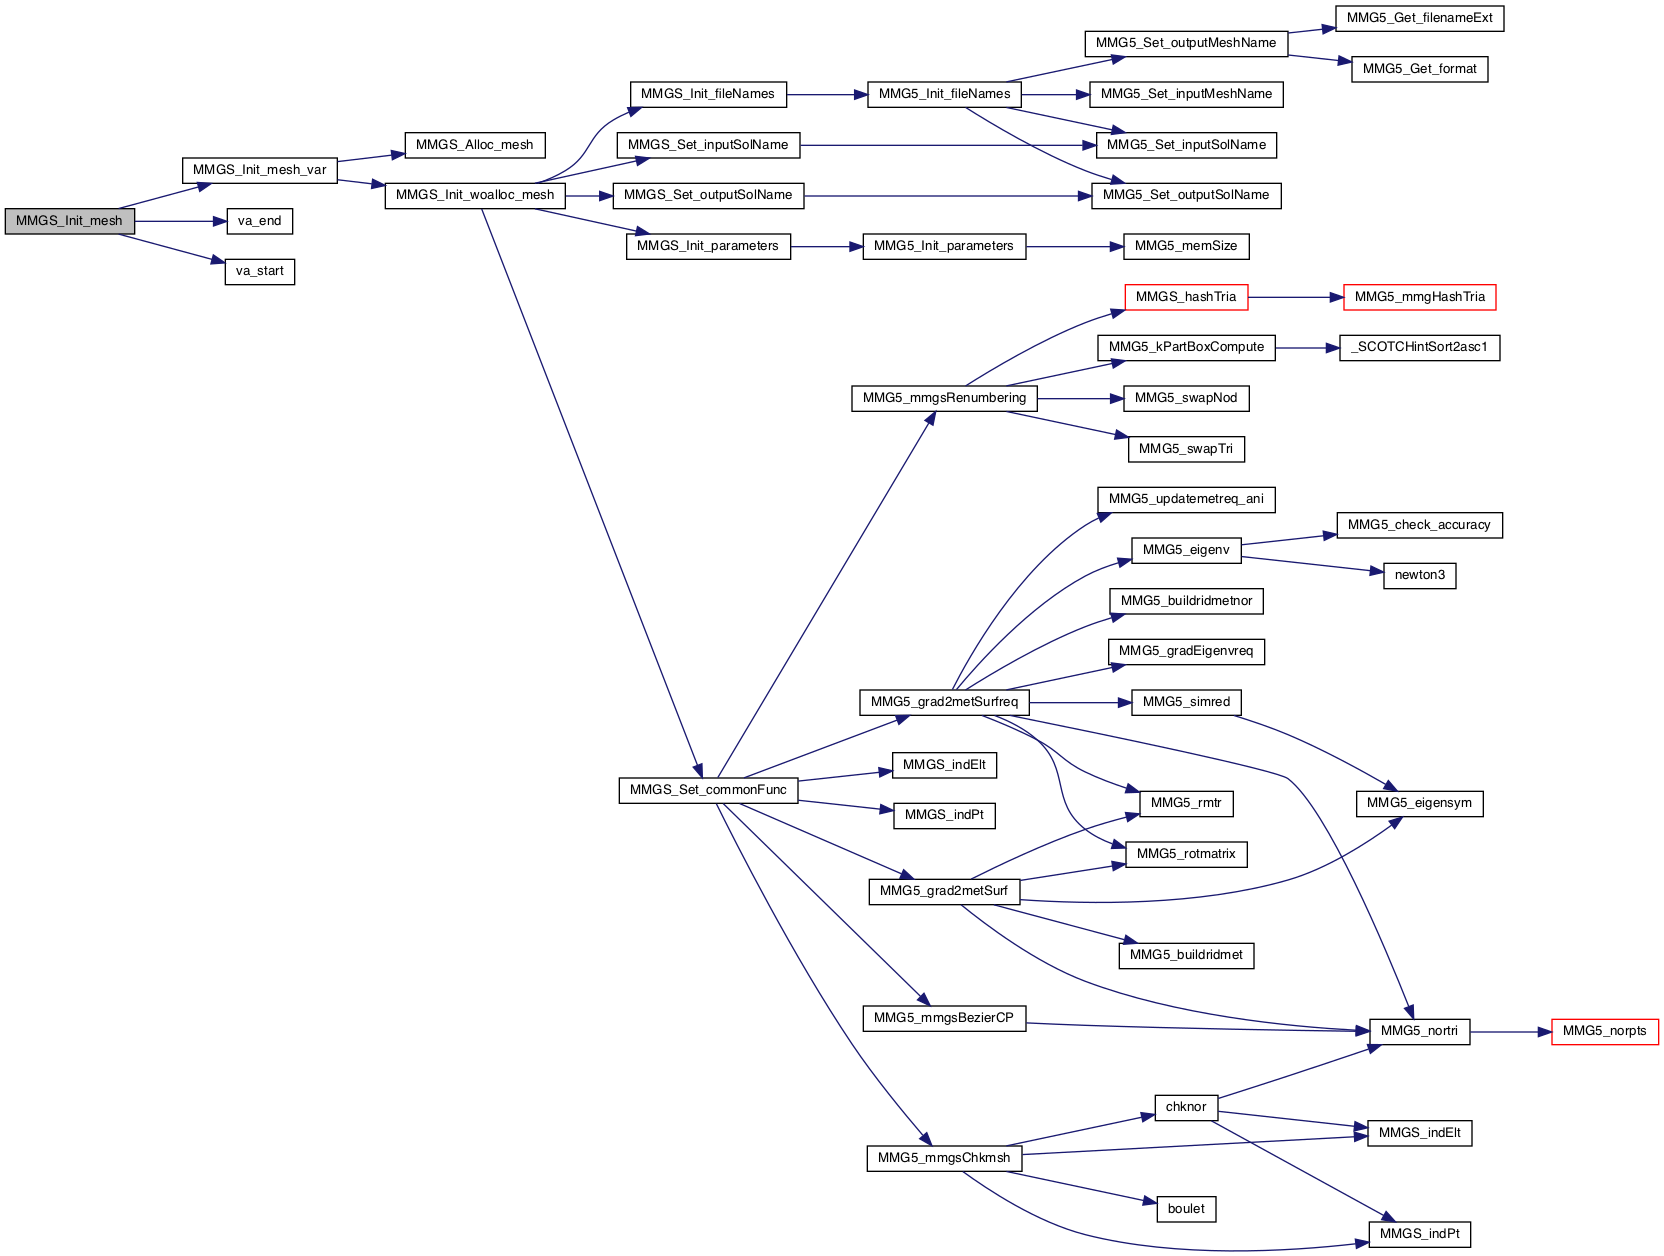 MMG5_Get_filenameExt
MMG5_Set_outputMeshName
MMG5_Get_format
MMGS_Init_fileNames
MMG5_Init_fileNames
MMG5_Set_inputMeshName
MMGS_Alloc_mesh
MMGS_Set_inputSolName
MMG5_Set_inputSolName
MMGS_Init_mesh_var
MMGS_Init_woalloc_mesh
MMGS_Set_outputSolName
MMG5_Set_outputSolName
MMGS_Init_mesh
va_end
MMGS_Init_parameters
MMG5_Init_parameters
MMG5_memSize
va_start
MMGS_hashTria
MMG5_mmgHashTria
MMG5_kPartBoxCompute
_SCOTCHintSort2asc1
MMG5_mmgsRenumbering
MMG5_swapNod
MMG5_swapTri
MMG5_updatemetreq_ani
MMG5_check_accuracy
MMG5_eigenv
newton3
MMG5_buildridmetnor
MMG5_gradEigenvreq
MMG5_grad2metSurfreq
MMG5_simred
MMGS_indElt
MMGS_Set_commonFunc
MMG5_rmtr
MMG5_eigensym
MMGS_indPt
MMG5_rotmatrix
MMG5_grad2metSurf
MMG5_buildridmet
MMG5_mmgsBezierCP
MMG5_nortri
MMG5_norpts
chknor
MMGS_indElt
MMG5_mmgsChkmsh
boulet
MMGS_indPt